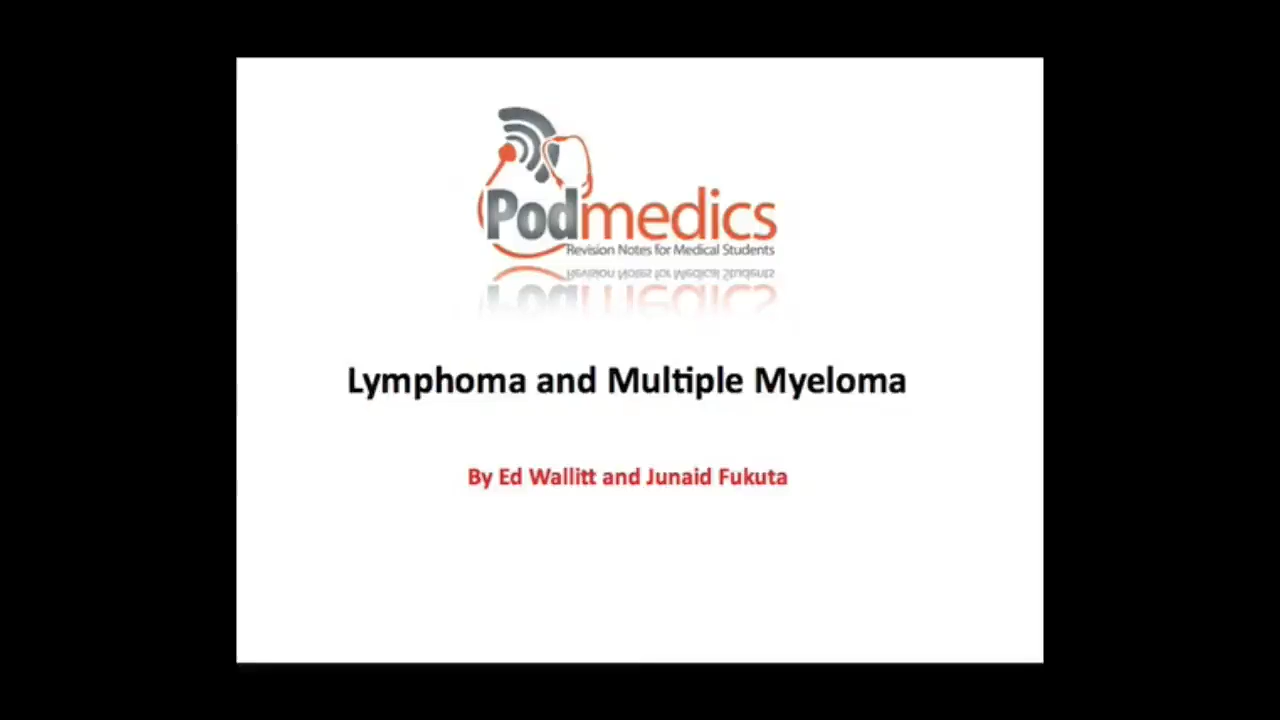 Podmedics
Revision Notes for Medical Students
Lymphoma and Multiple Myeloma
By Ed Wallitt and Junaid Fukuta